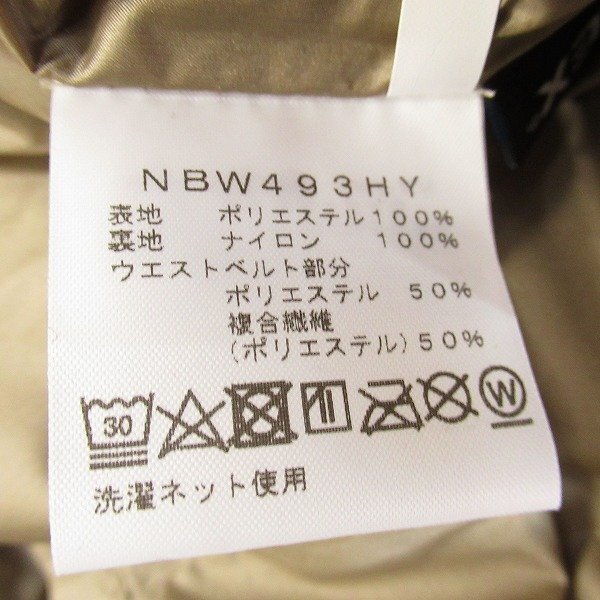 NBW493HY
表地 ポリエステル100%
裏地 ナイロン 100%
ウエストベルト部分
ポリエステル 50%
複合繊維
(ポリエステル)50%
30 W
洗濯ネット使用